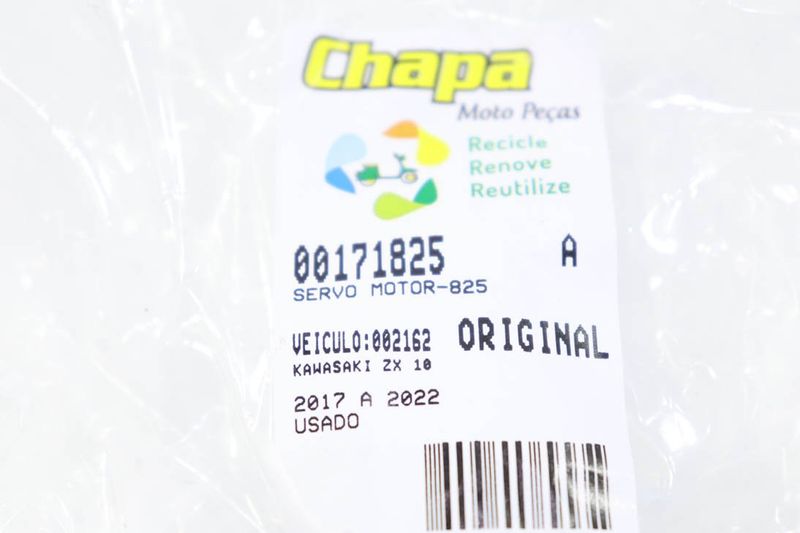 Chapa
Moto Peças
Recicle
Renove
Reutilize
00171825 A
SERVO MOTOR-825
VEICULO:002162 ORIGINAL
KAWASAKI ZX 10
2017 A 2022
USADO